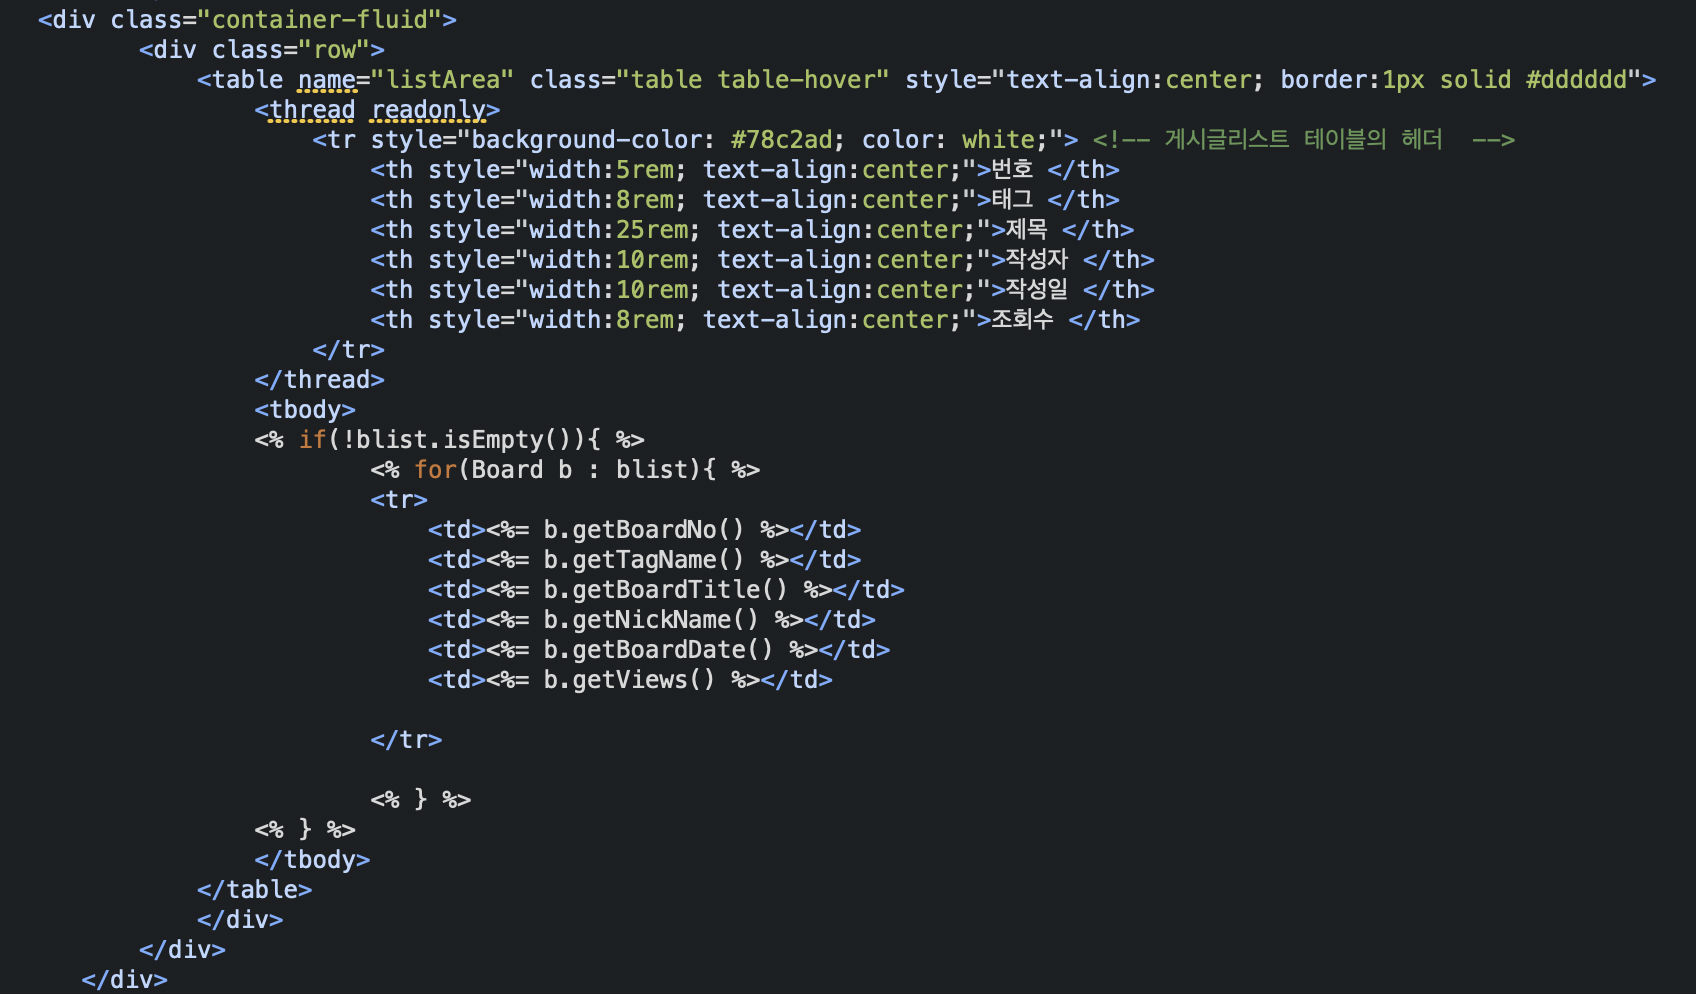 <div class="container-fluid">
<div class="row">
<table name="listArea" class="table table-hover" style="text-align:center; border:1px solid #dddddd">
<thread readonly>
<tr style="background-color: #78c2ad; color: white;"> <!-- 게시글리스트 테이블의 헤더  -->
<th style="width:5rem; text-align:center;">번호 </th>
<th style="width:8rem; text-align:center;">태그 </th>
<th style="width:25rem; text-align:center;">제목 </th>
<th style="width:10rem; text-align:center;">작성자 </th>
<th style="width:10rem; text-align:center;">작성일 </th>
<th style="width:8rem; text-align:center;">조회수 </th>
</tr>
</thread>
<tbody>
<% if(!blist.isEmpty()){ %>
<% for(Board b : blist){ %>
<tr>
<td><%= b.getBoardNo() %></td>
<td><%= b.getTagName() %></td>
<td><%= b.getBoardTitle() %></td>
<td><%= b.getNickName() %></td>
<td><%= b.getBoardDate() %></td>
<td><%= b.getViews() %></td>
</tr>
<% } %>
<% } %>
</tbody>
</table>
</div>
</div>
</div>